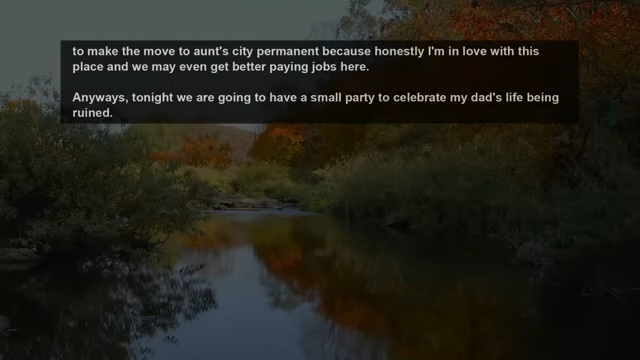 to make the move to aunt's city permanent because honestly I'm in love with this
place and we may even get better paying jobs here.
Anyways, tonight we are going to have a small party to celebrate my dad's life being
ruined.